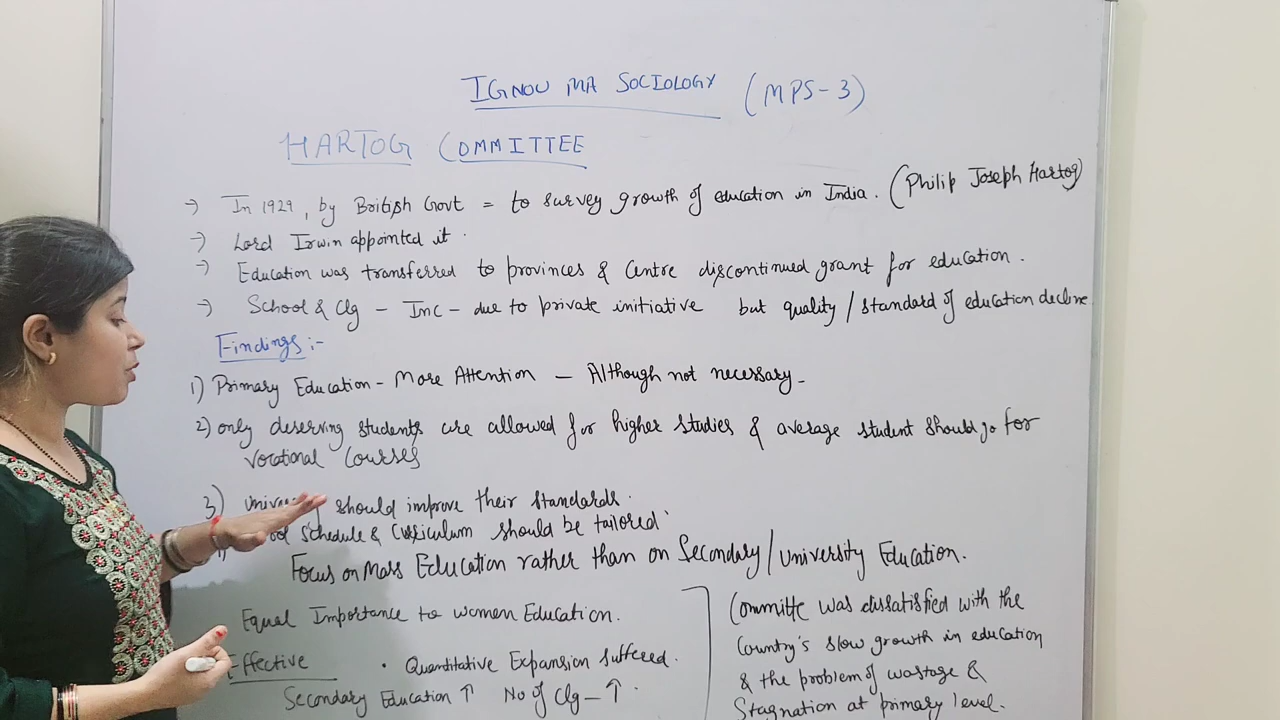 IGNOU MA SOCIOLOGY (MPS-3)
HARTOG COMMITTEE
→ In 1929, by British Govt = to survey growth of education in India. (Philip Joseph Hartog)
→ Lord Irwin appointed it.
→ Education was transferred to provinces & Centre discontinued grant for education.
→ School & Clg - Inc - due to private initiative but quality / standard of education decline
Findings :-
1) Primary Education - More Attention - Although not necessary -
2) only deserving students are allowed for higher studies & average student should go for
vocational Courses
3) should improve their standards.
Schedule & Curriculum should be tailored
Focus on Mass Education rather than on Secondary / University Education.
Equal Importance to women Education.
Effective • Quantitative Expansion suffered.
Secondary Education ↑ No of Clg - ↑
Committe was dissatisfied with the
Country's slow growth in education
& the problem of wastage &
Stagnation at primary level.